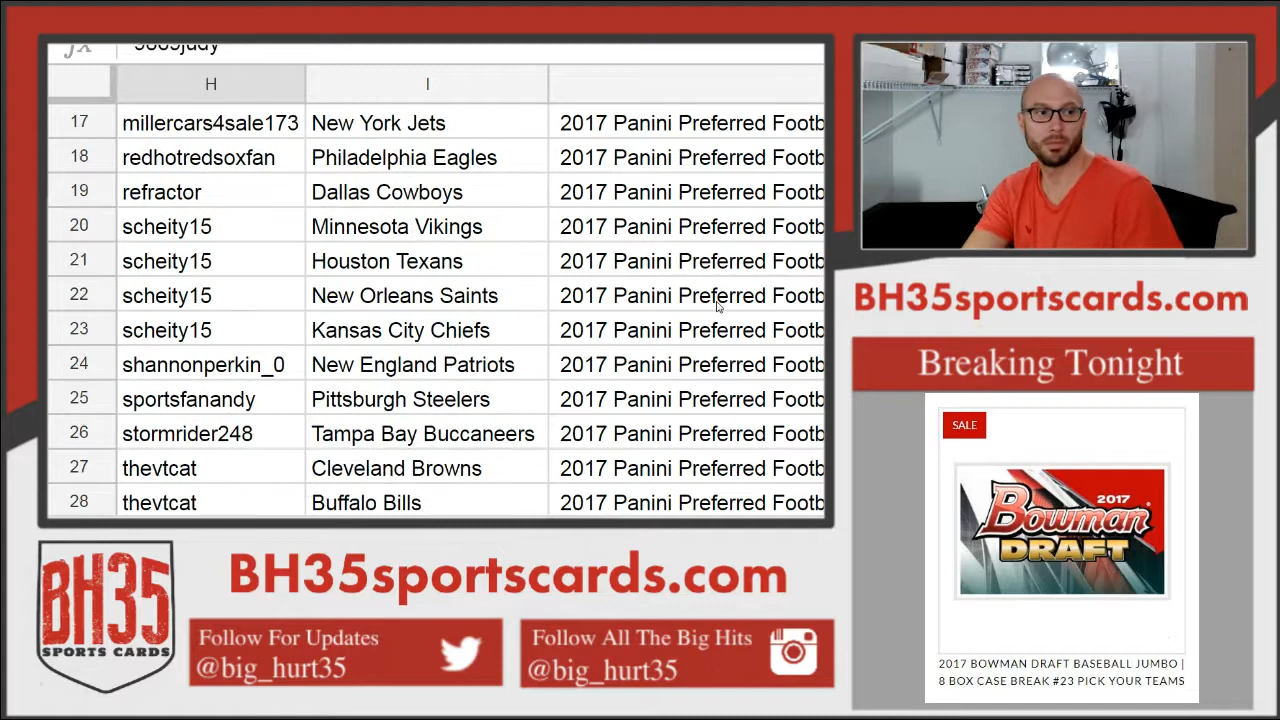 fx 9889judy
H I
17 millercars4sale173 New York Jets 2017 Panini Preferred Footb
18 redhotredsoxfan Philadelphia Eagles 2017 Panini Preferred Footb
19 refractor Dallas Cowboys 2017 Panini Preferred Footb
20 scheity15 Minnesota Vikings 2017 Panini Preferred Footb
21 scheity15 Houston Texans 2017 Panini Preferred Footb
22 scheity15 New Orleans Saints 2017 Panini Preferred Footb
23 scheity15 Kansas City Chiefs 2017 Panini Preferred Footb
24 shannonperkin_0 New England Patriots 2017 Panini Preferred Footb
25 sportsfanandy Pittsburgh Steelers 2017 Panini Preferred Footb
26 stormrider248 Tampa Bay Buccaneers 2017 Panini Preferred Footb
27 thevtcat Cleveland Browns 2017 Panini Preferred Footb
28 thevtcat Buffalo Bills 2017 Panini Preferred Footb
BH35sportscards.com
Breaking Tonight
SALE
2017
Bowman
DRAFT
2017 BOWMAN DRAFT BASEBALL JUMBO |
8 BOX CASE BREAK #23 PICK YOUR TEAMS
BH35
SPORTS CARDS
BH35sportscards.com
Follow For Updates
@big_hurt35
Follow All The Big Hits
@big_hurt35